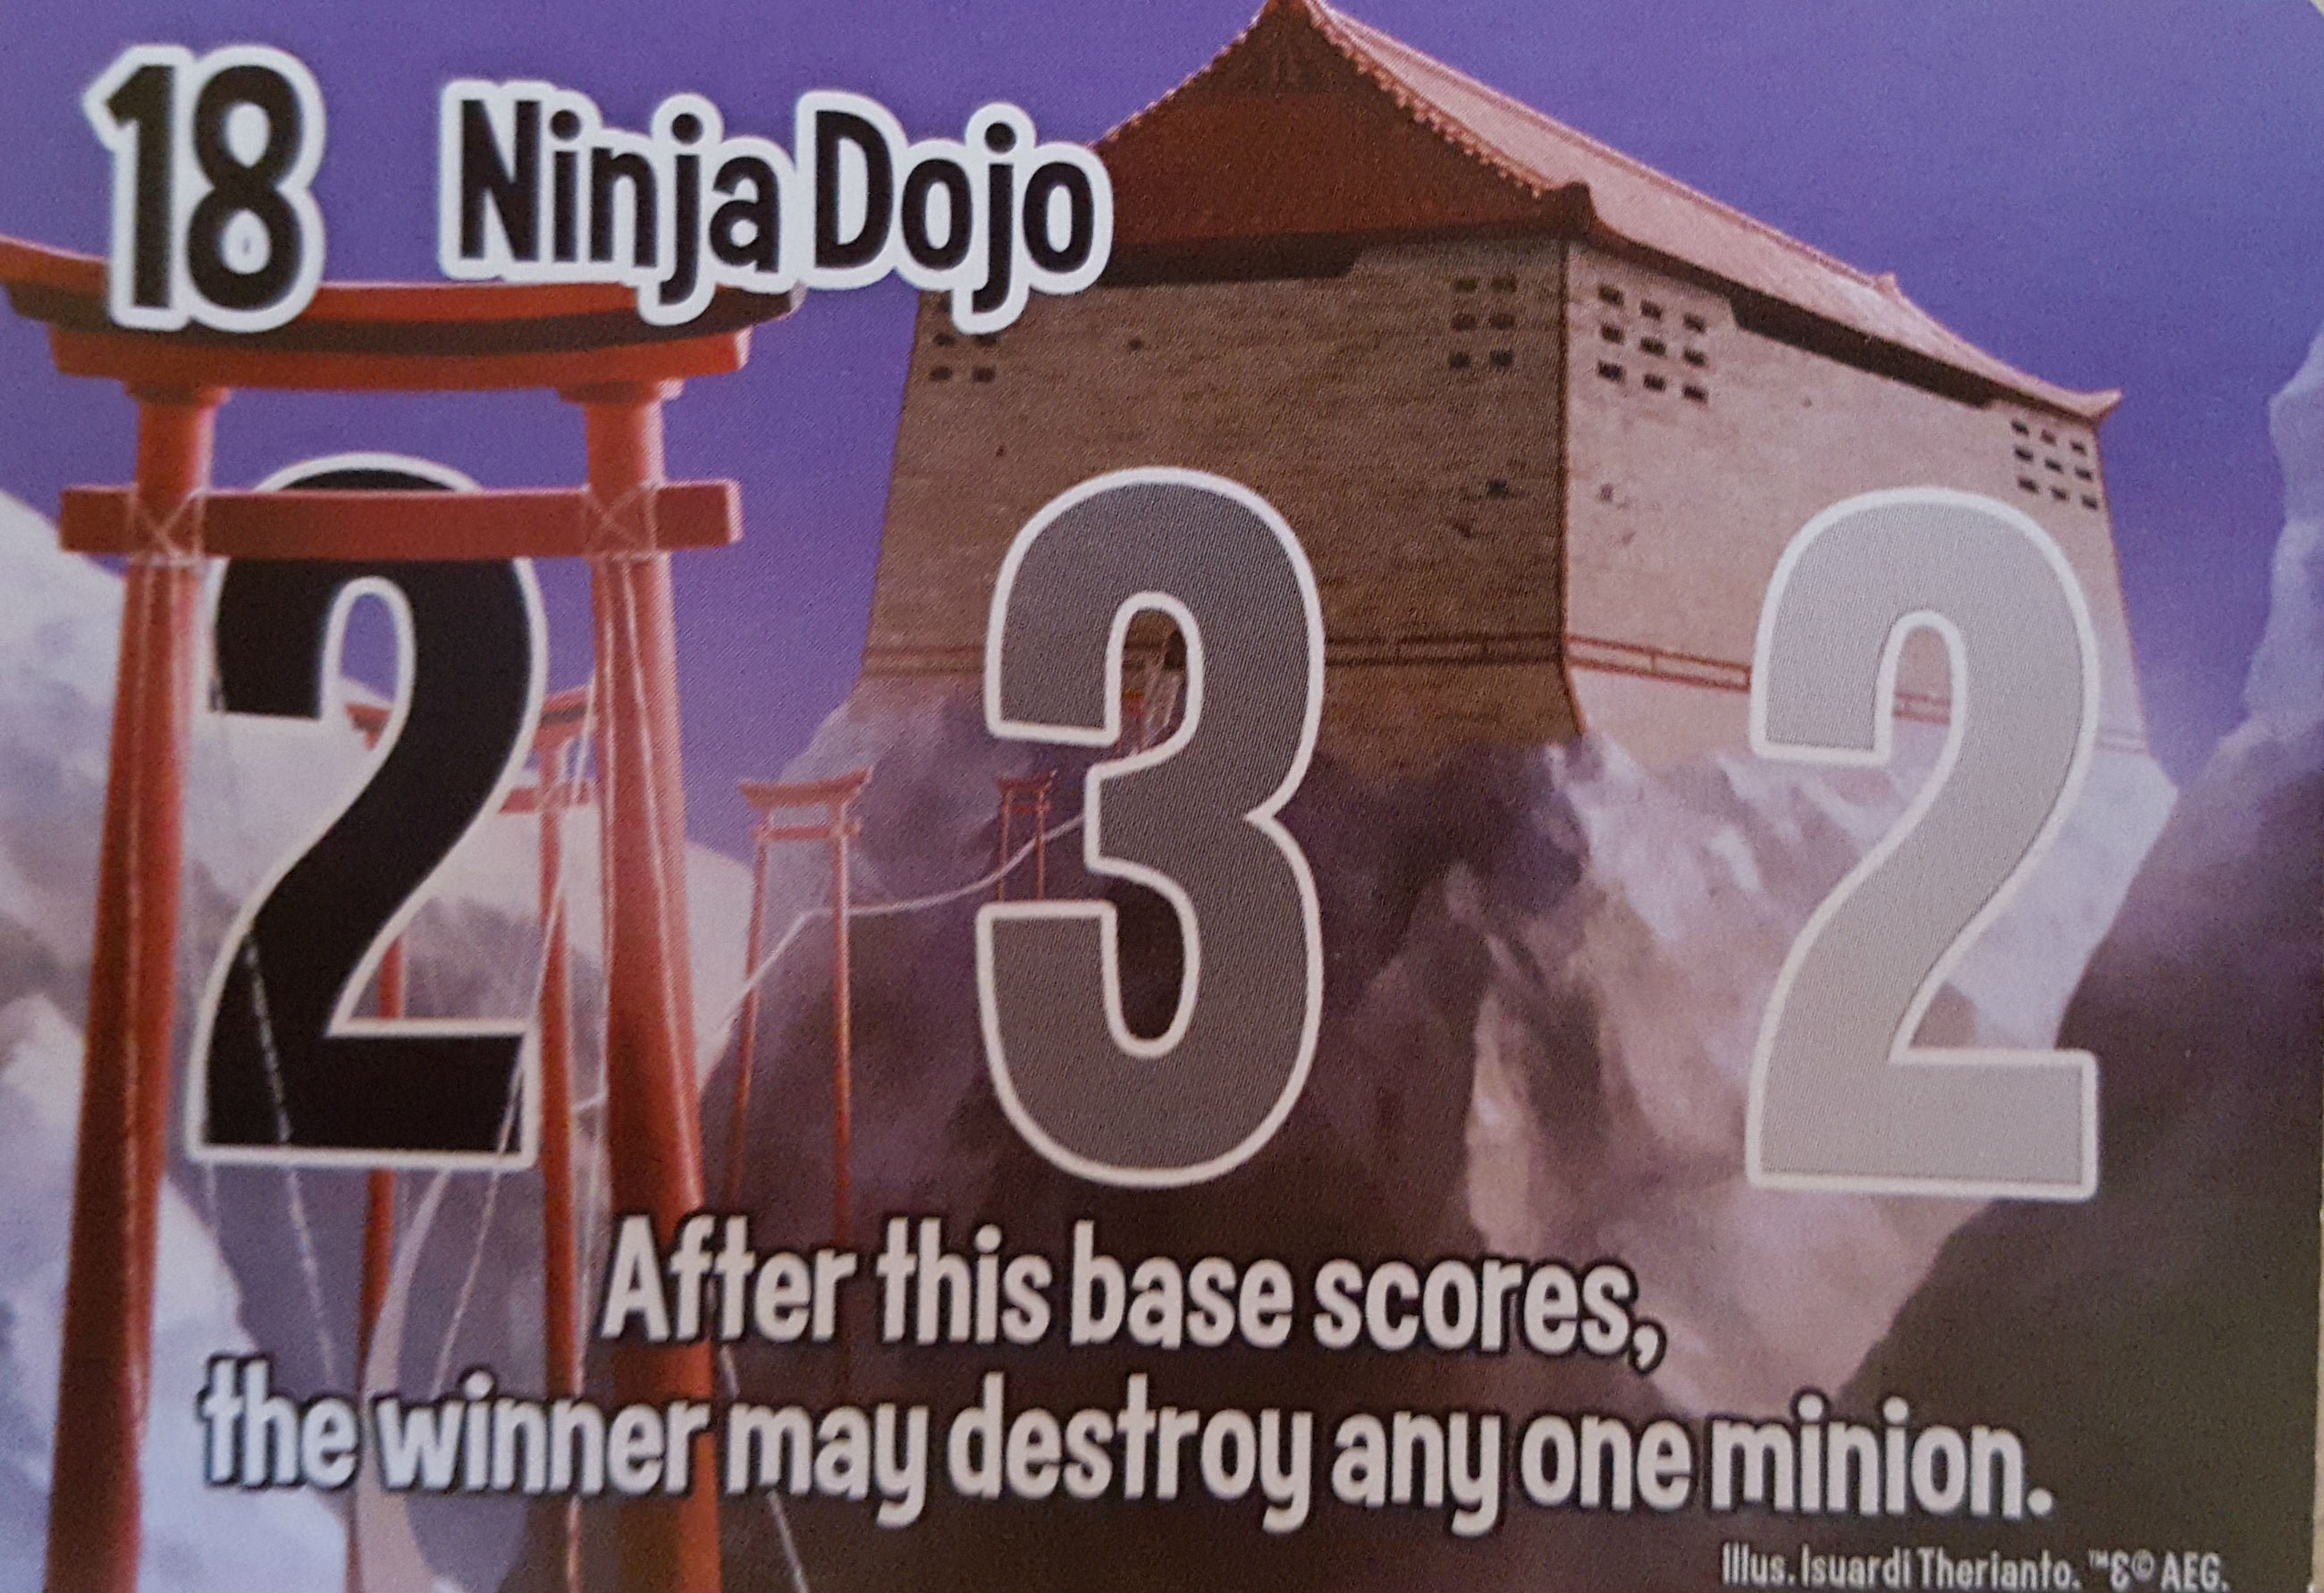 18 Ninja Dojo
2 3 2
After this base scores,
the winner may destroy any one minion.
Illus. Isuardi Therianto. ™&© AEG.